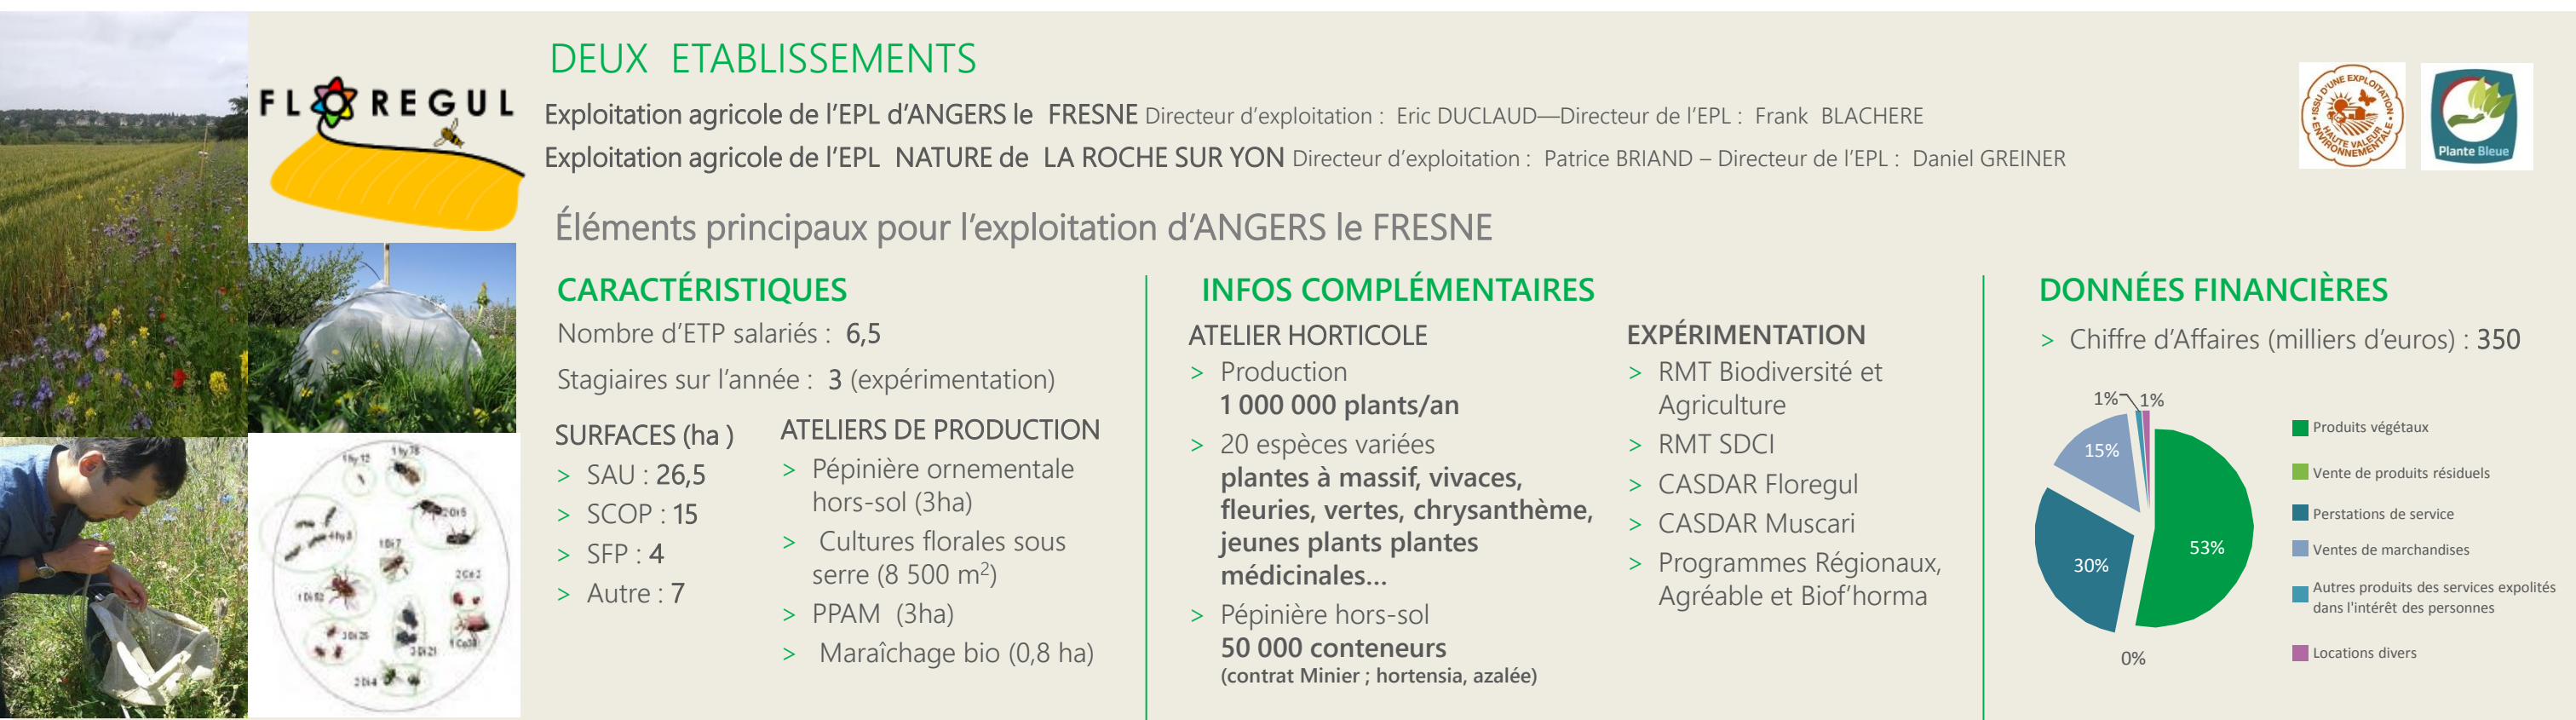 FLOREGUL
DEUX ETABLISSEMENTS
Exploitation agricole de l'EPL d'ANGERS le FRESNE Directeur d'exploitation : Eric DUCLAUD—Directeur de l'EPL : Frank BLACHERE
Exploitation agricole de l'EPL NATURE de LA ROCHE SUR YON Directeur d'exploitation : Patrice BRIAND – Directeur de l'EPL : Daniel GREINER
ISSU D'UNE EXPLOITATION
HAUTE VALEUR
ENVIRONNEMENTALE
Plante Bleue
Éléments principaux pour l'exploitation d'ANGERS le FRESNE
CARACTÉRISTIQUES
Nombre d'ETP salariés : 6,5
Stagiaires sur l'année : 3 (expérimentation)
SURFACES (ha )
> SAU : 26,5
> SCOP : 15
> SFP : 4
> Autre : 7
ATELIERS DE PRODUCTION
> Pépinière ornementale
hors-sol (3ha)
> Cultures florales sous
serre (8 500 m²)
> PPAM (3ha)
> Maraîchage bio (0,8 ha)
INFOS COMPLÉMENTAIRES
ATELIER HORTICOLE
> Production
1 000 000 plants/an
> 20 espèces variées
plantes à massif, vivaces,
fleuries, vertes, chrysanthème,
jeunes plants plantes
médicinales...
> Pépinière hors-sol
50 000 conteneurs
(contrat Minier ; hortensia, azalée)
EXPÉRIMENTATION
> RMT Biodiversité et
Agriculture
> RMT SDCI
> CASDAR Floregul
> CASDAR Muscari
> Programmes Régionaux,
Agréable et Biof'horma
DONNÉES FINANCIÈRES
> Chiffre d'Affaires (milliers d'euros) : 350
1% 1%
15%
53%
30%
0%
Produits végétaux
Vente de produits résiduels
Perstations de service
Ventes de marchandises
Autres produits des services expolités
dans l'intérêt des personnes
Locations divers